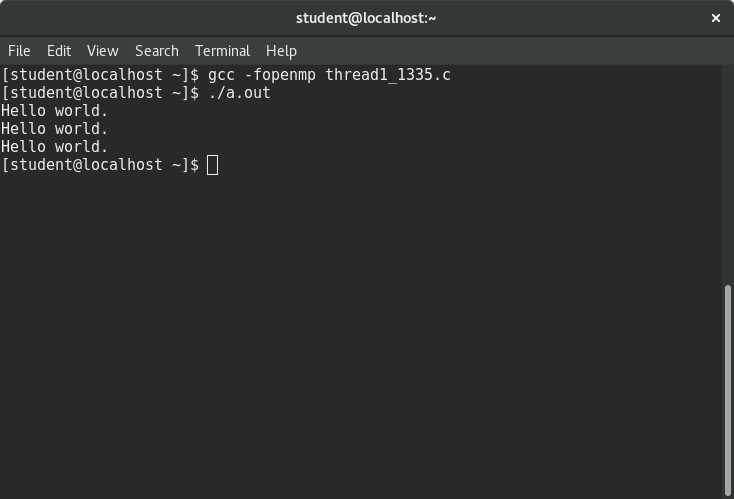 student@localhost:~
File Edit View Search Terminal Help
[student@localhost ~]$ gcc -fopenmp thread1_1335.c
[student@localhost ~]$ ./a.out
Hello world.
Hello world.
Hello world.
[student@localhost ~]$